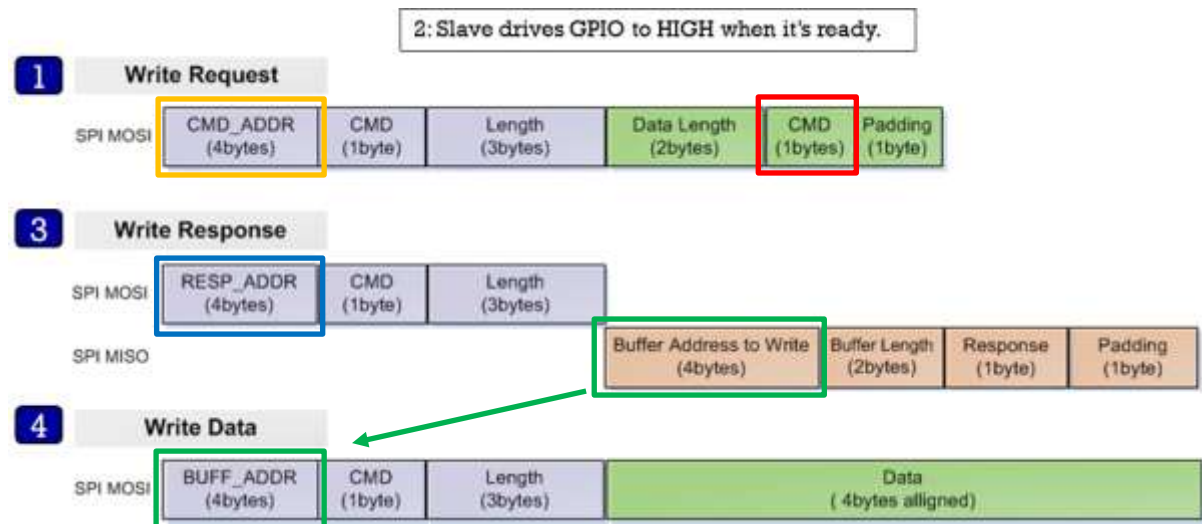 2: Slave drives GPIO to HIGH when it's ready.
1 Write Request
SPI MOSI
CMD_ADDR
(4bytes)
CMD
(1byte)
Length
(3bytes)
Data Length
(2bytes)
CMD
(1bytes)
Padding
(1byte)
3 Write Response
SPI MOSI
RESP_ADDR
(4bytes)
CMD
(1byte)
Length
(3bytes)
SPI MISO
Buffer Address to Write
(4bytes)
Buffer Length
(2bytes)
Response
(1byte)
Padding
(1byte)
4 Write Data
SPI MOSI
BUFF_ADDR
(4bytes)
CMD
(1byte)
Length
(3bytes)
Data
( 4bytes alligned)